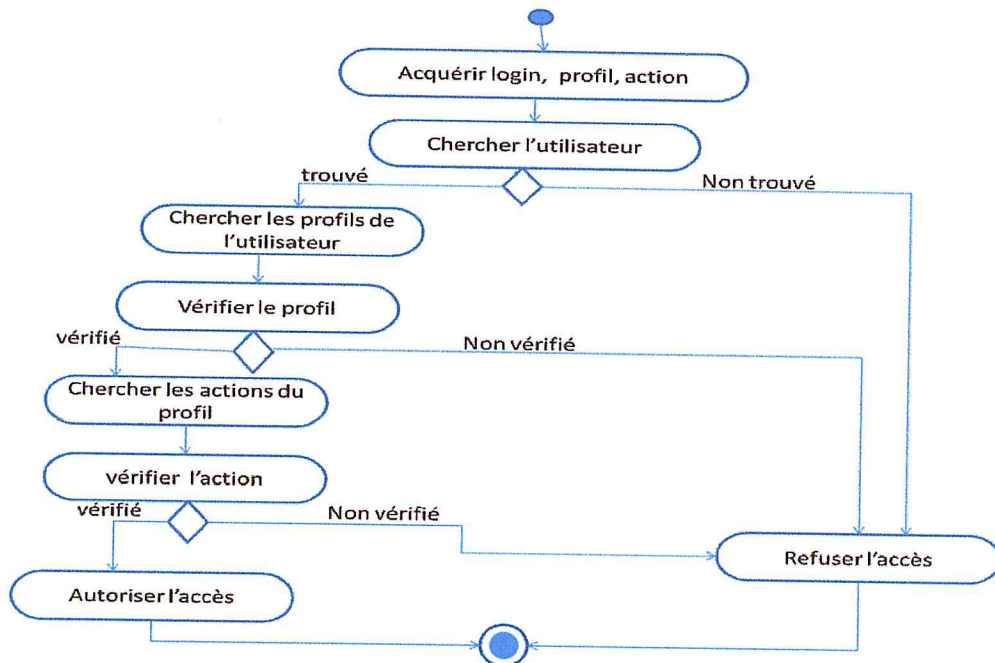 Acquérir login, profil, action
Chercher l'utilisateur
trouvé
Non trouvé
Chercher les profils de
l'utilisateur
Vérifier le profil
vérifié
Non vérifié
Chercher les actions du
profil
vérifier l'action
vérifié
Non vérifié
Refuser l'accès
Autoriser l'accès